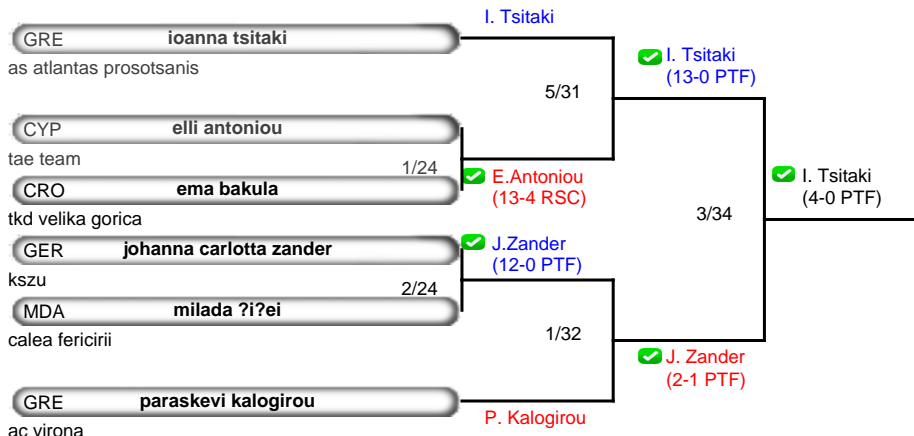 I. Tsitaki
GRE ioanna tsitaki
as atlantas prosotsanis
I. Tsitaki
(13-0 PTF)
5/31
CYP elli antoniou
tae team
1/24
E.Antoniou
(13-4 RSC)
CRO ema bakula
tkd velika gorica
I. Tsitaki
(4-0 PTF)
3/34
GER johanna carlotta zander
kszu
J.Zander
(12-0 PTF)
2/24
MDA milada ?i?ei
calea fericirii
1/32
J. Zander
(2-1 PTF)
GRE paraskevi kalogirou
ac virona
P. Kalogirou